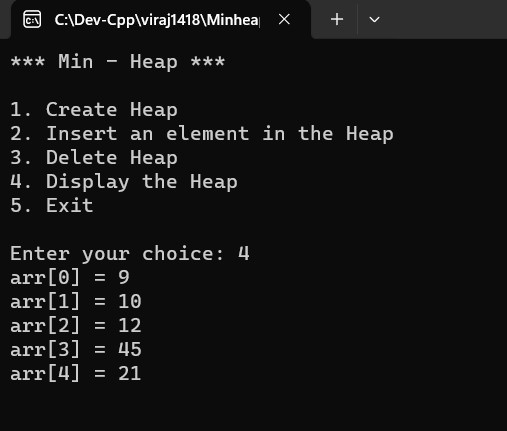 C:\Dev-Cpp\viraj1418\Minhea
*** Min - Heap ***
1. Create Heap
2. Insert an element in the Heap
3. Delete Heap
4. Display the Heap
5. Exit
Enter your choice: 4
arr[0] = 9
arr[1] = 10
arr[2] = 12
arr[3] = 45
arr[4] = 21